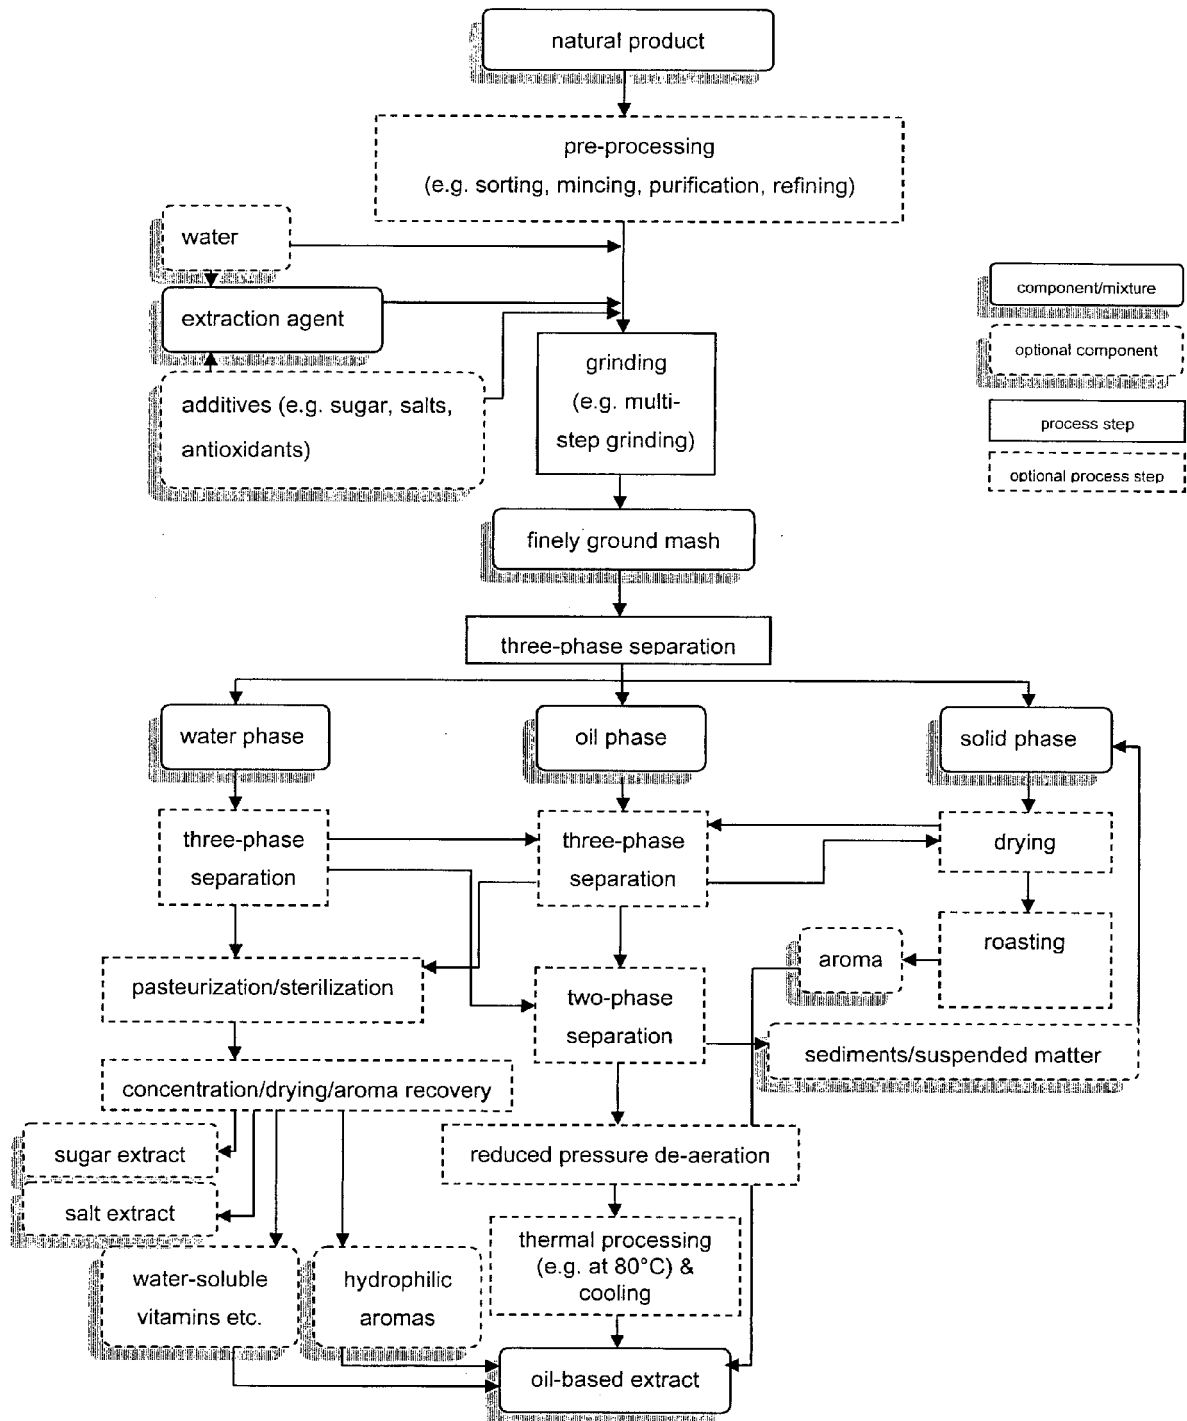 natural product
pre-processing
(e.g. sorting, mincing, purification, refining)
water
extraction agent
additives (e.g. sugar, salts,
antioxidants)
grinding
(e.g. multi-
step grinding)
component/mixture
optional component
process step
optional process step
finely ground mash
three-phase separation
water phase
oil phase
solid phase
three-phase
separation
three-phase
separation
drying
roasting
aroma
pasteurization/sterilization
two-phase
separation
sediments/suspended matter
concentration/drying/aroma recovery
sugar extract
salt extract
reduced pressure de-aeration
thermal processing
(e.g. at 80°C) &
cooling
water-soluble
vitamins etc.
hydrophilic
aromas
oil-based extract